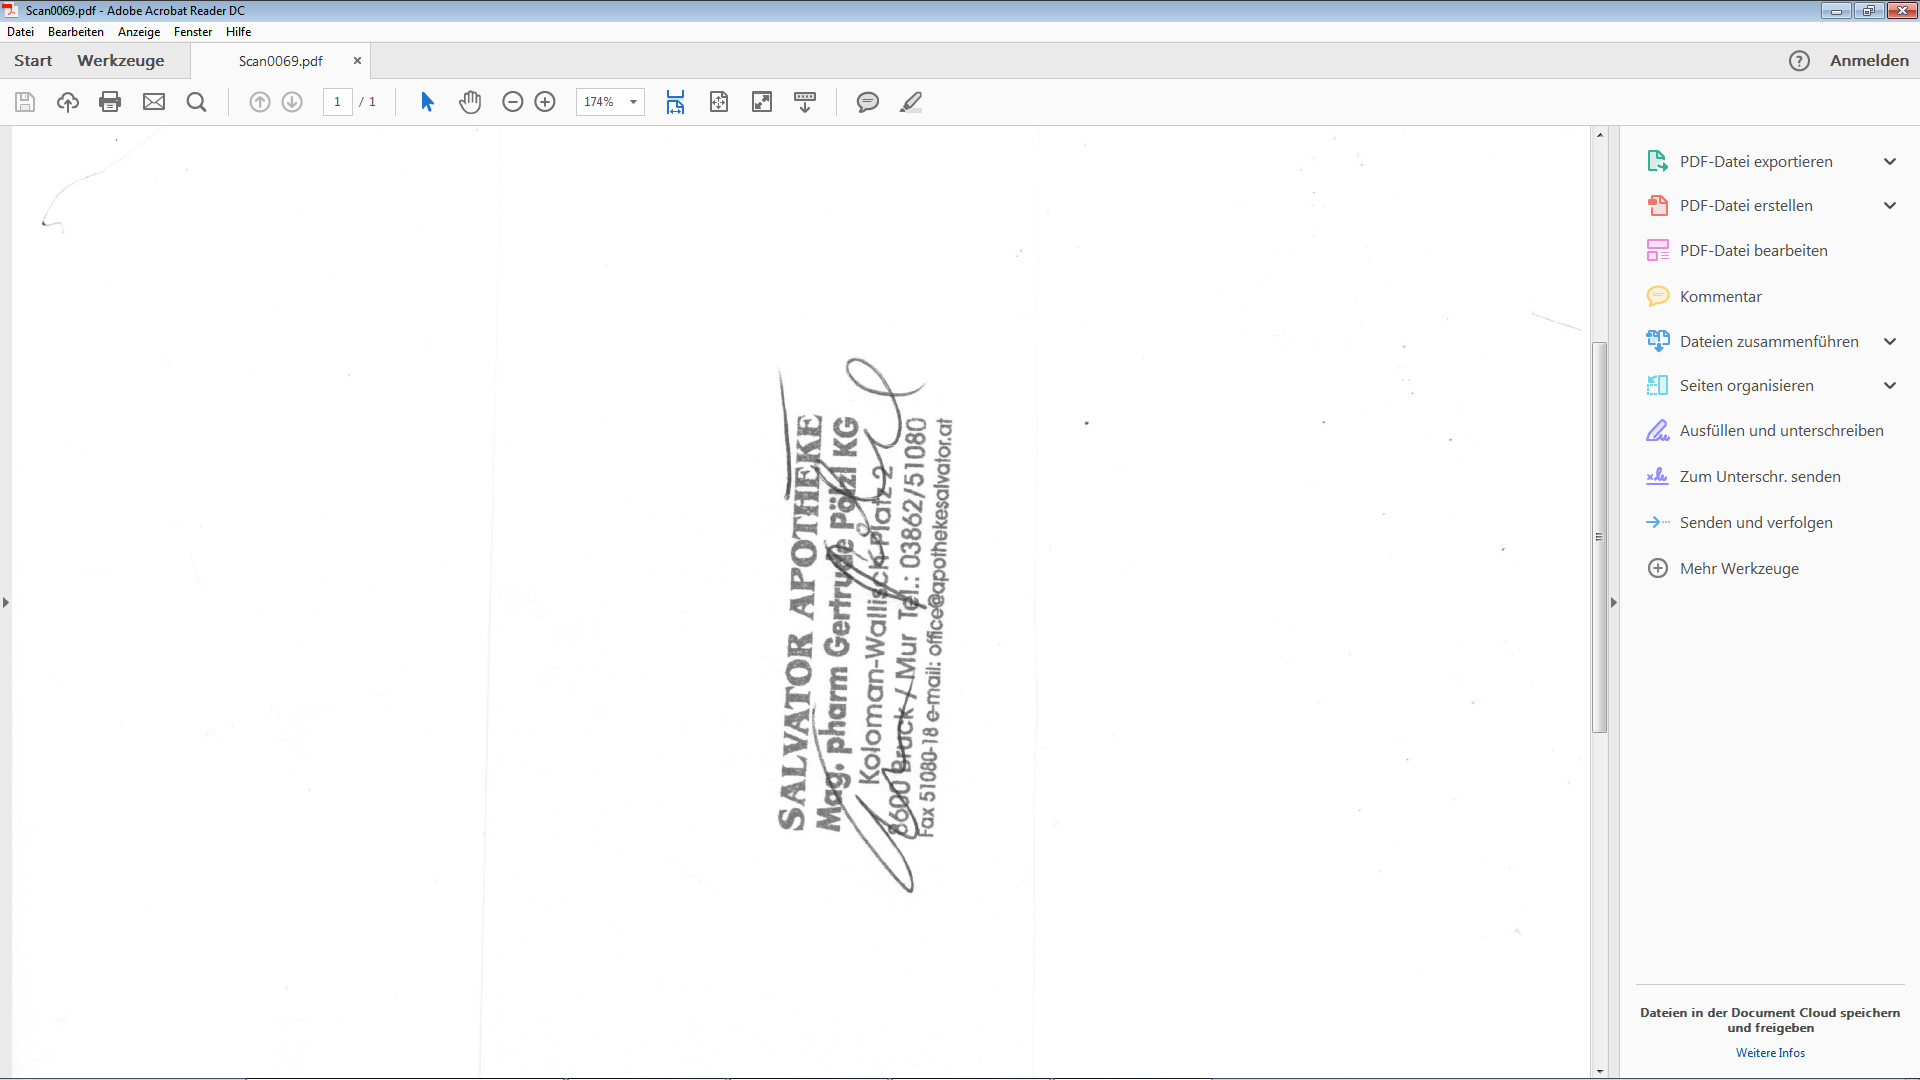 Scan0069.pdf - Adobe Acrobat Reader DC
Datei Bearbeiten Anzeige Fenster Hilfe
Start Werkzeuge Scan0069.pdf × ? Anmelden
1 / 1 174%
SALVATOR APOTHEKE
Mag. pharm Gertrude Pölzl KG
Koloman-Wallisch-Platz 2
8600 Bruck / Mur Tel.: 03862/51080
Fax 51080-18 e-mail: office@apothekesalvator.at
PDF-Datei exportieren
PDF-Datei erstellen
PDF-Datei bearbeiten
Kommentar
Dateien zusammenführen
Seiten organisieren
Ausfüllen und unterschreiben
Zum Unterschr. senden
Senden und verfolgen
Mehr Werkzeuge
Dateien in der Document Cloud speichern
und freigeben
Weitere Infos